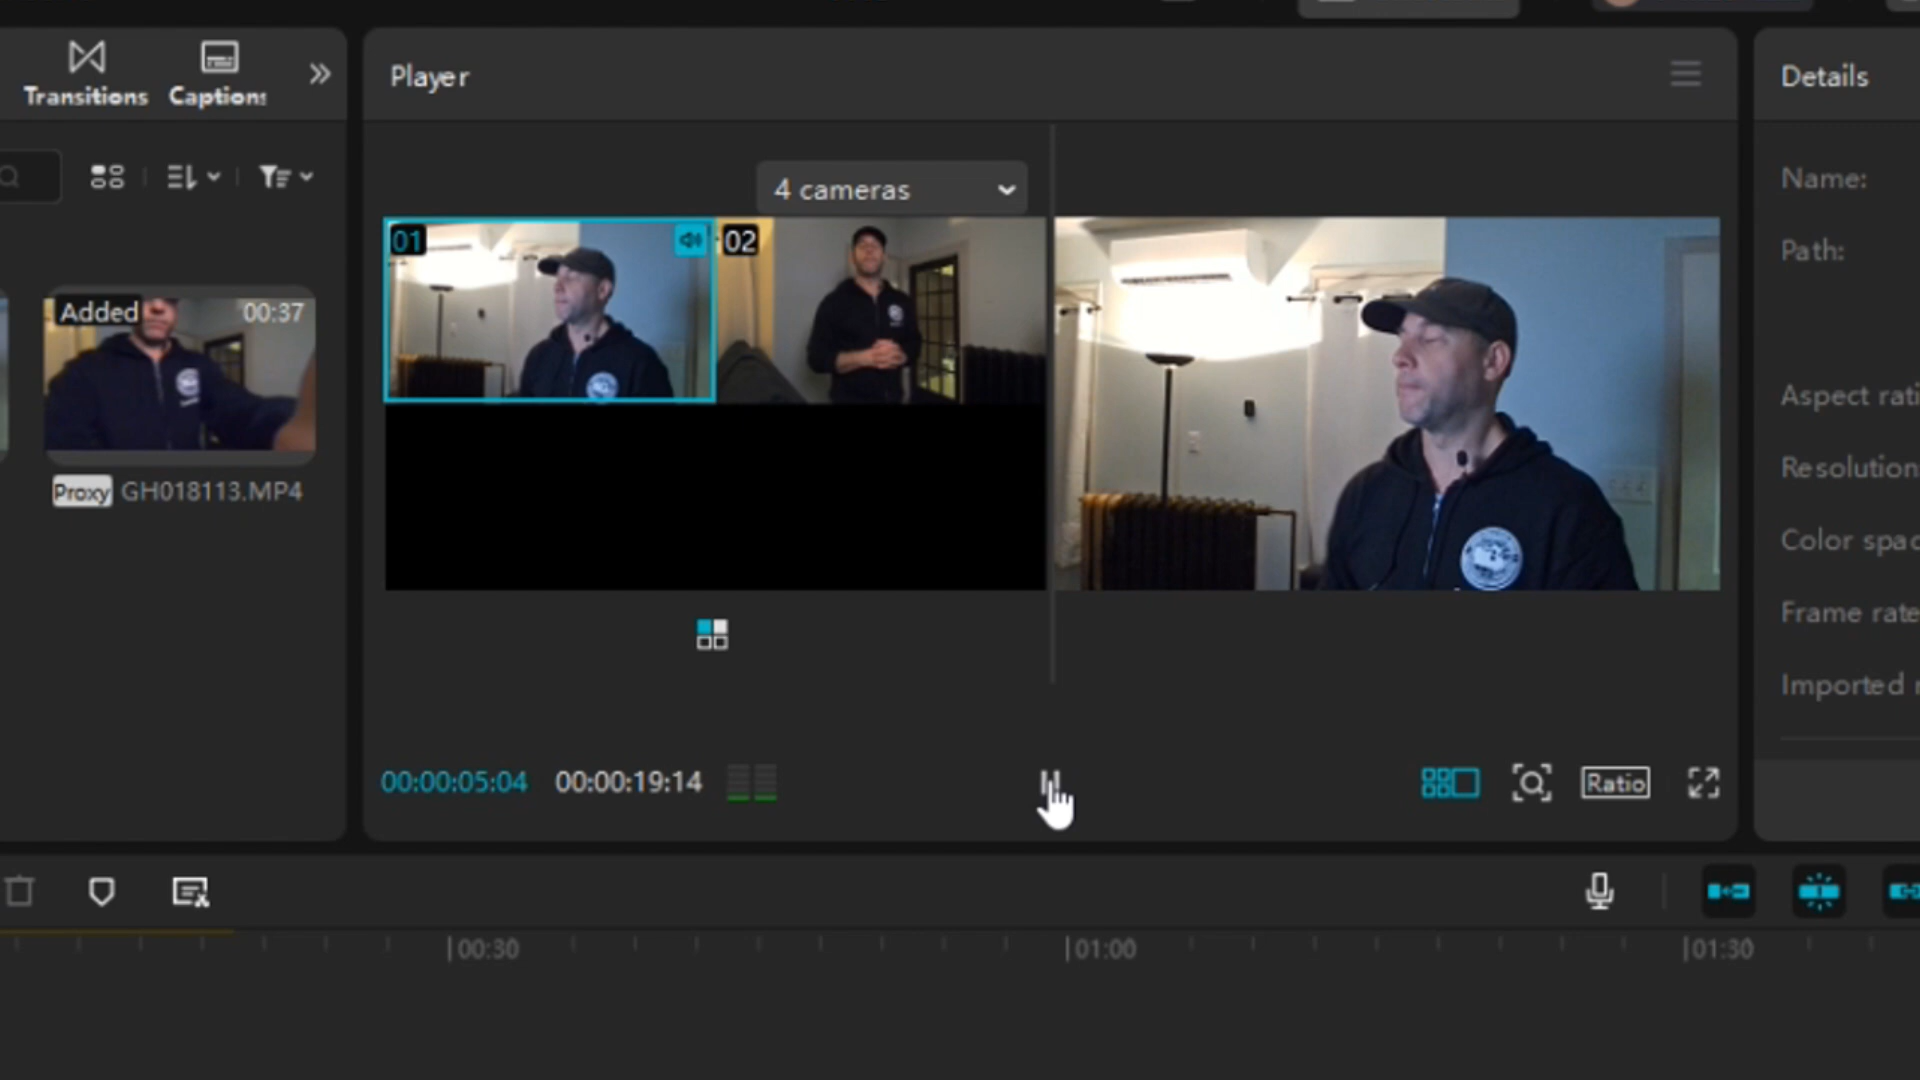 Transitions
Captions
Player
Details
4 cameras
Name:
01
02
Path:
Added
00:37
Aspect rati
Resolution
Proxy
GH018113.MP4
Color spac
Frame rate
Imported r
00:00:05:04
00:00:19:14
Ratio
00:30
01:00
01:30